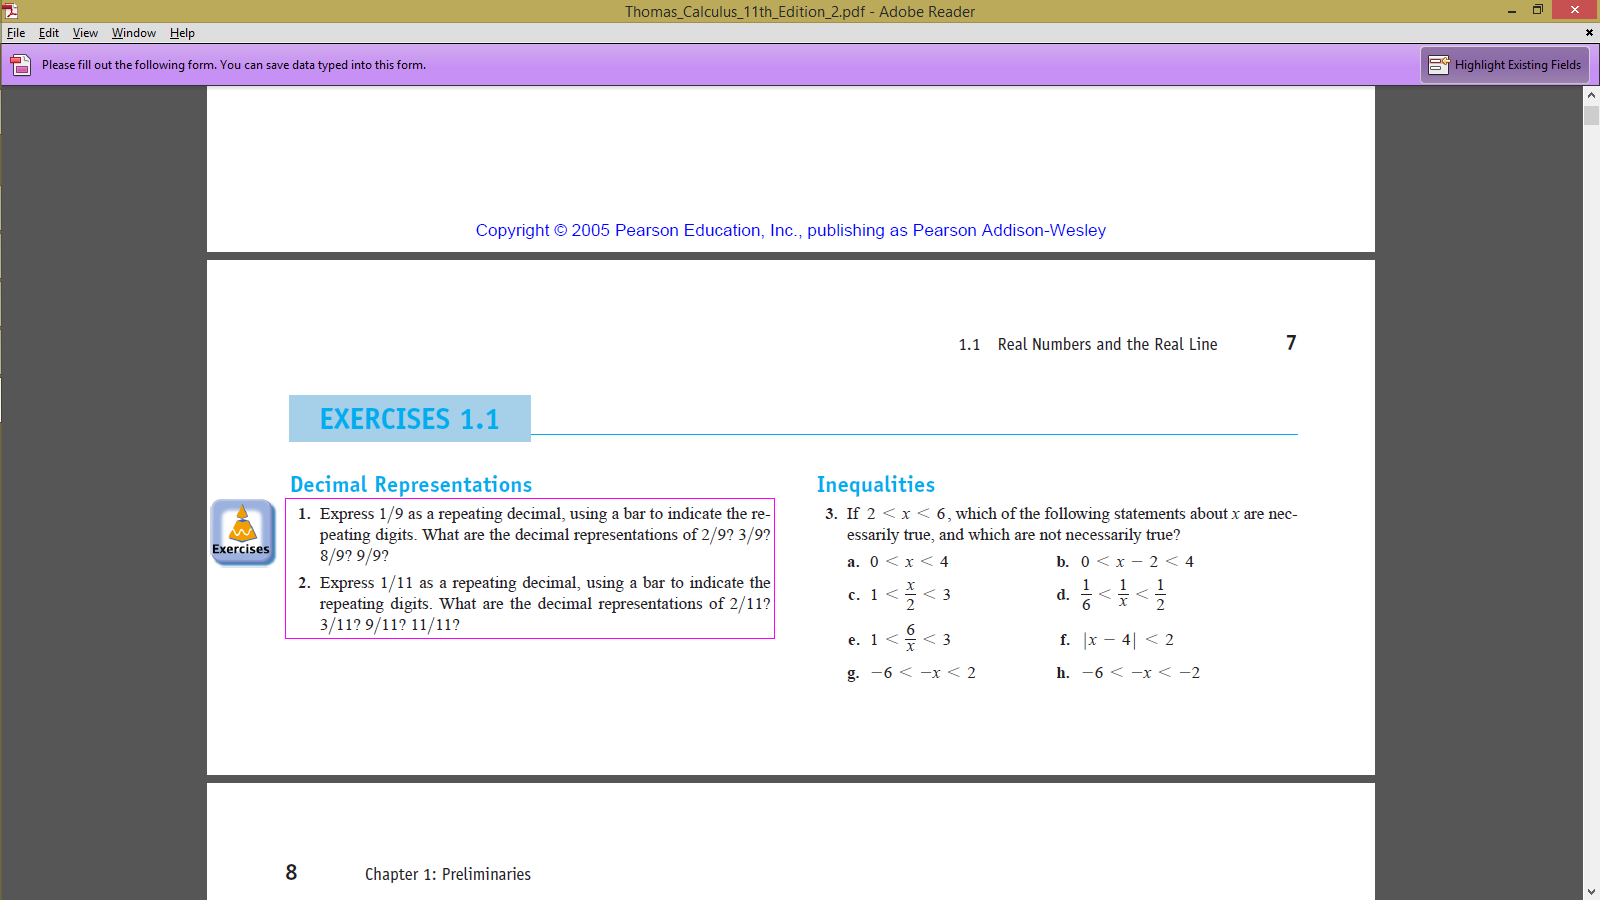 Thomas_Calculus_11th_Edition_2.pdf - Adobe Reader
File Edit View Window Help
Please fill out the following form. You can save data typed into this form.
Highlight Existing Fields
Copyright © 2005 Pearson Education, Inc., publishing as Pearson Addison-Wesley
1.1 Real Numbers and the Real Line 7
EXERCISES 1.1
Decimal Representations
1. Express 1/9 as a repeating decimal, using a bar to indicate the re-
peating digits. What are the decimal representations of 2/9? 3/9?
8/9? 9/9?
2. Express 1/11 as a repeating decimal, using a bar to indicate the
repeating digits. What are the decimal representations of 2/11?
3/11? 9/11? 11/11?
Exercises
Inequalities
3. If 2 < x < 6, which of the following statements about x are nec-
essarily true, and which are not necessarily true?
a. 0 < x < 4 b. 0 < x − 2 < 4
c. 1 < x/2 < 3 d. 1/6 < 1/x < 1/2
e. 1 < 6/x < 3 f. |x − 4| < 2
g. −6 < −x < 2 h. −6 < −x < −2
8 Chapter 1: Preliminaries